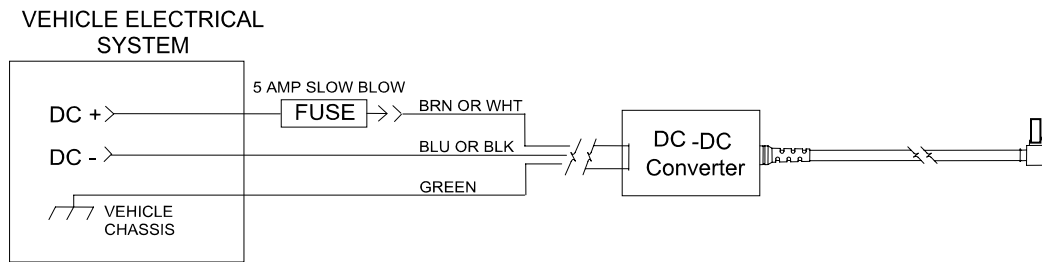 VEHICLE ELECTRICAL
SYSTEM
5 AMP SLOW BLOW
DC +
FUSE
BRN OR WHT
DC -
BLU OR BLK
DC -DC
Converter
GREEN
VEHICLE
CHASSIS